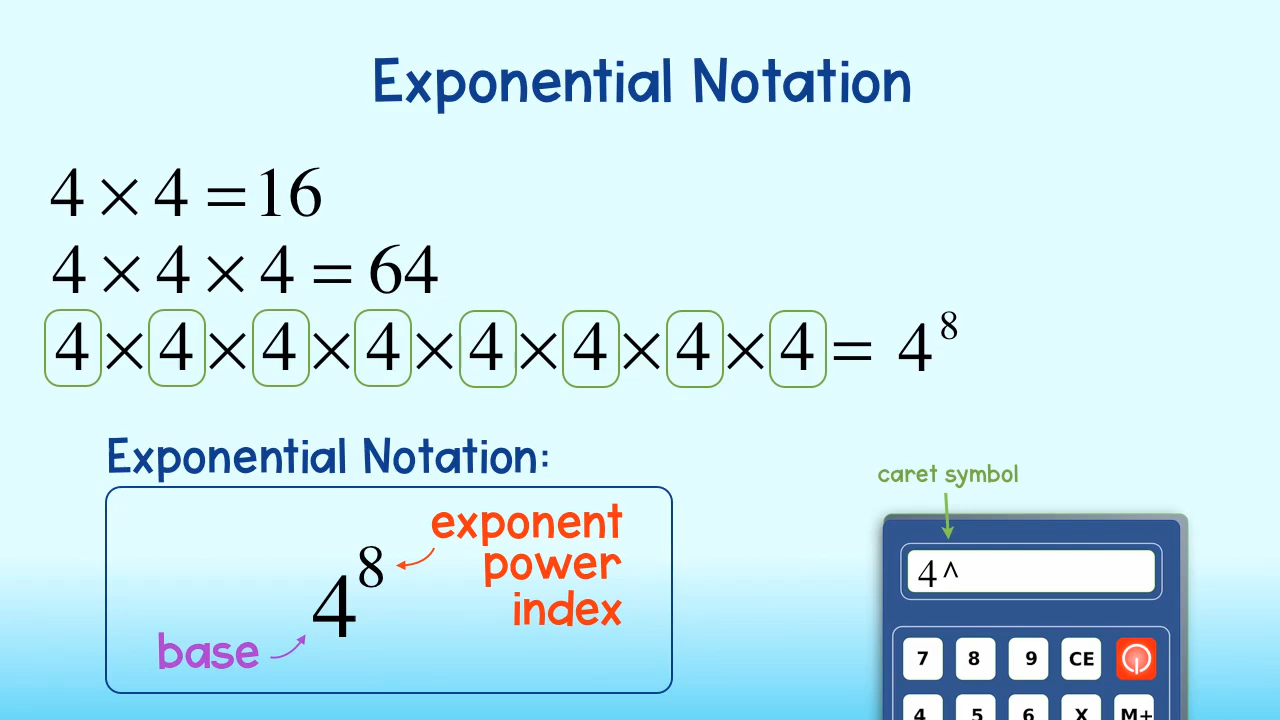 Exponential Notation
4 × 4 = 16
4 × 4 × 4 = 64
4 × 4 × 4 × 4 × 4 × 4 × 4 × 4 = 4⁸
Exponential Notation:
4⁸
exponent
power
index
base
caret symbol
4^
7 8 9 CE
4 5 6 X M+